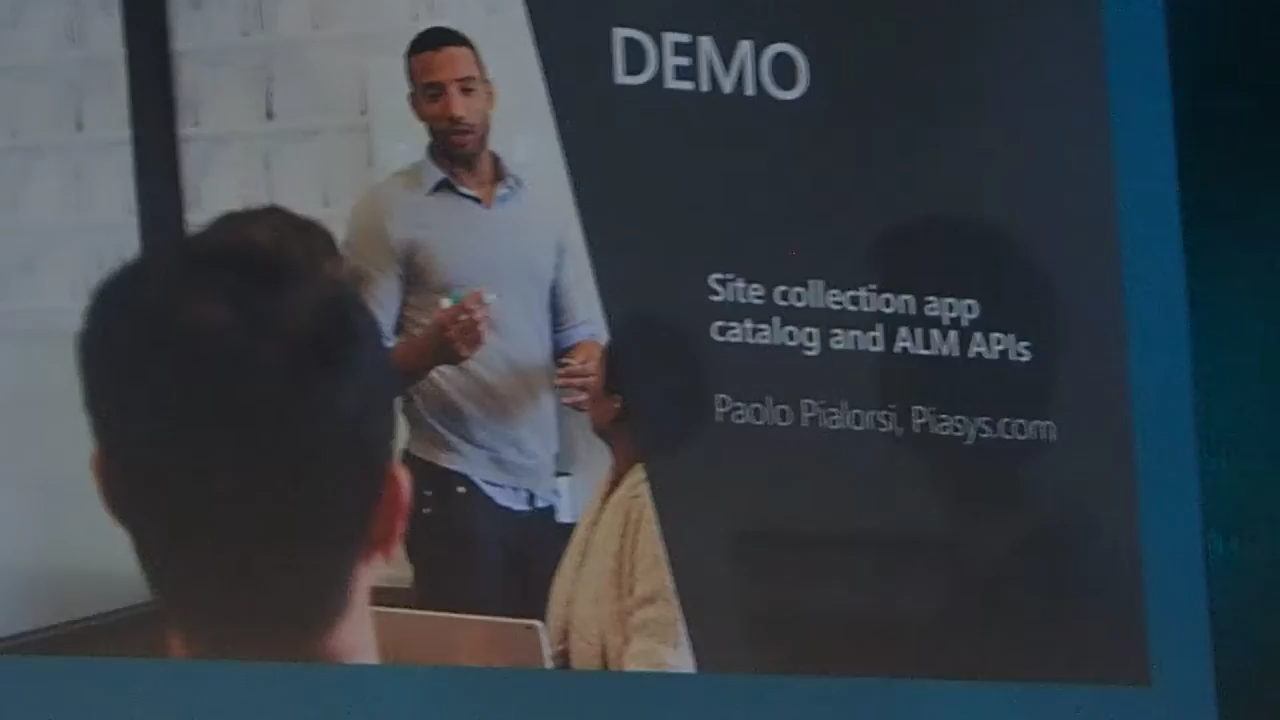 DEMO
Site collection app
catalog and ALM APIs
Paolo Pialorsi, Piasys.com